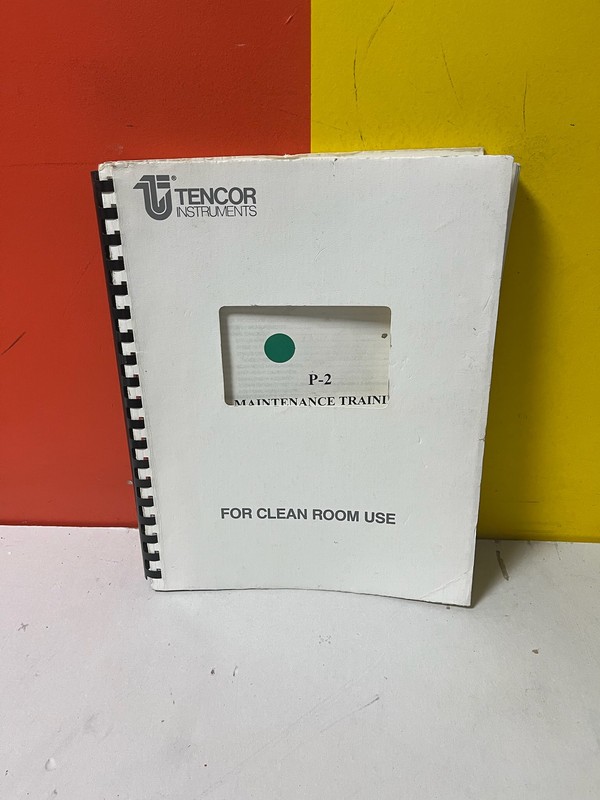 TENCOR®
INSTRUMENTS
P-2
MAINTENANCE TRAINI
FOR CLEAN ROOM USE